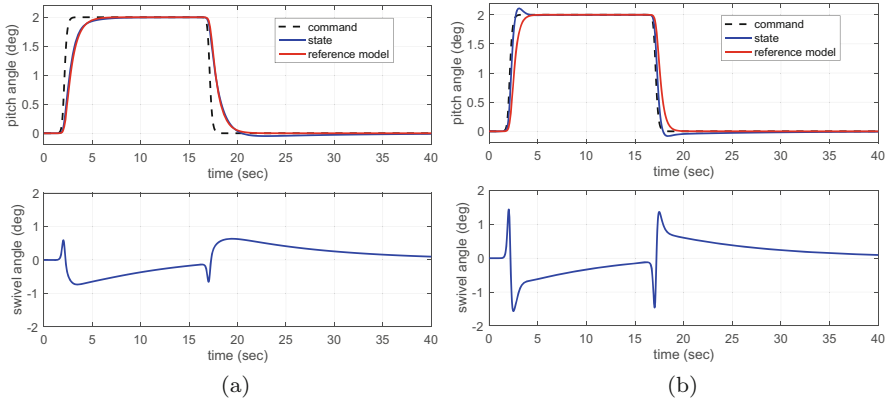 2
1.5
1
0.5
0
pitch angle (deg)
command
state
reference model
0 5 10 15 20 25 30 35 40
time (sec)
2
1
0
-1
-2
swivel angle (deg)
0 5 10 15 20 25 30 35 40
time (sec)
(a)
2
1.5
1
0.5
0
pitch angle (deg)
command
state
reference model
0 5 10 15 20 25 30 35 40
time (sec)
2
1
0
-1
-2
swivel angle (deg)
0 5 10 15 20 25 30 35 40
time (sec)
(b)